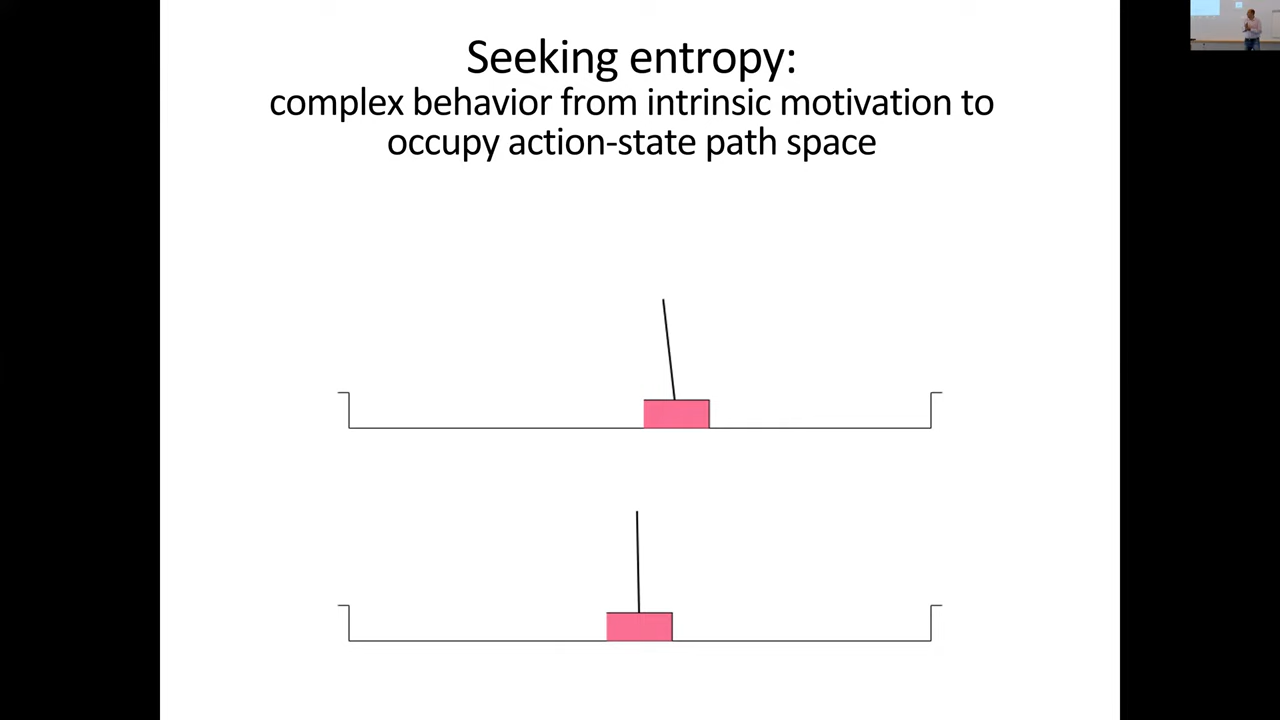 Seeking entropy:
complex behavior from intrinsic motivation to
occupy action-state path space